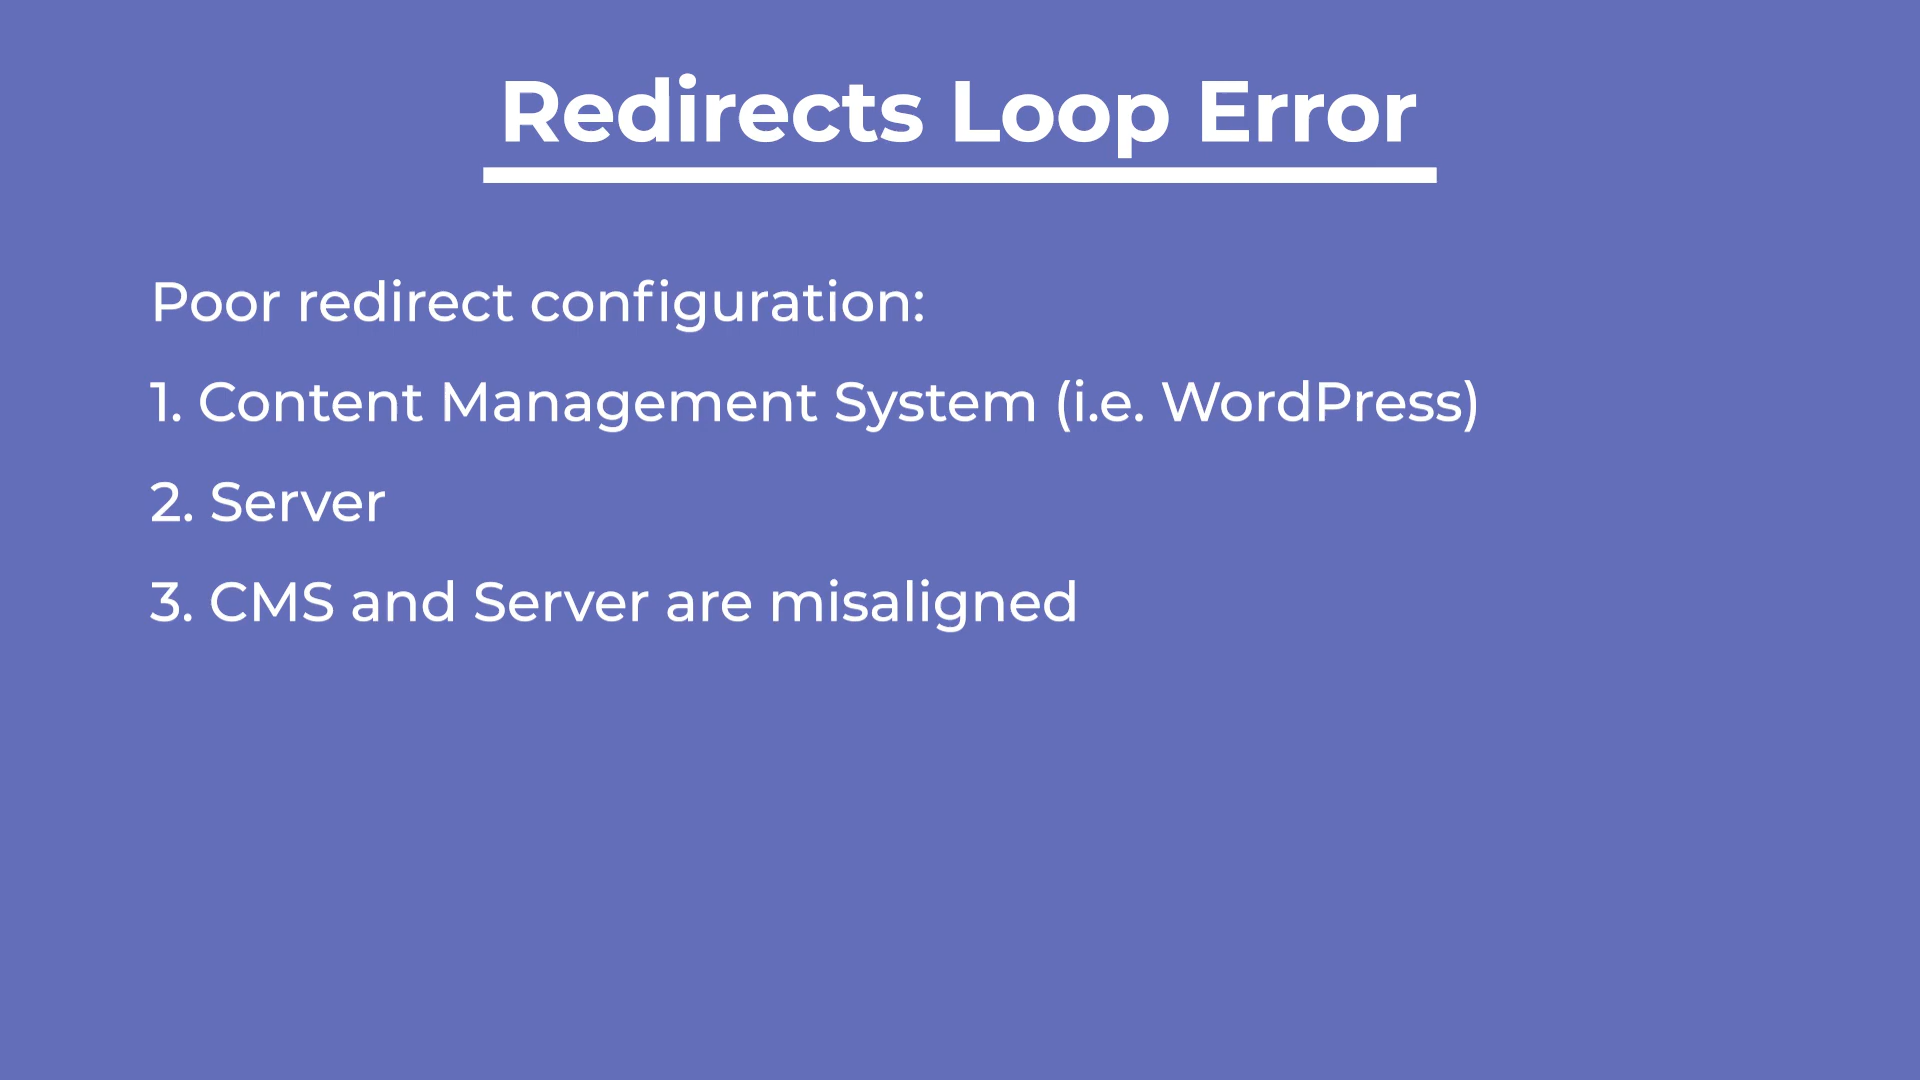 Redirects Loop Error
Poor redirect configuration:
1. Content Management System (i.e. WordPress)
2. Server
3. CMS and Server are misaligned